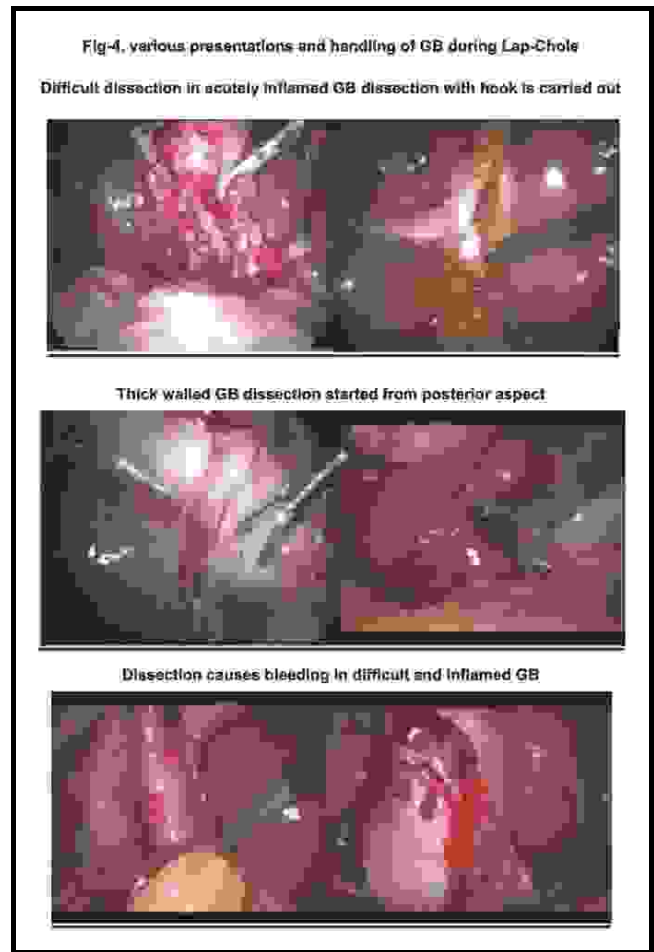 Fig-4. various presentations and handling of GB during Lap-Chole
Difficult dissection in acutely inflamed GB dissection with hook is carried out
Thick walled GB dissection started from posterior aspect
Dissection causes bleeding in difficult and inflamed GB